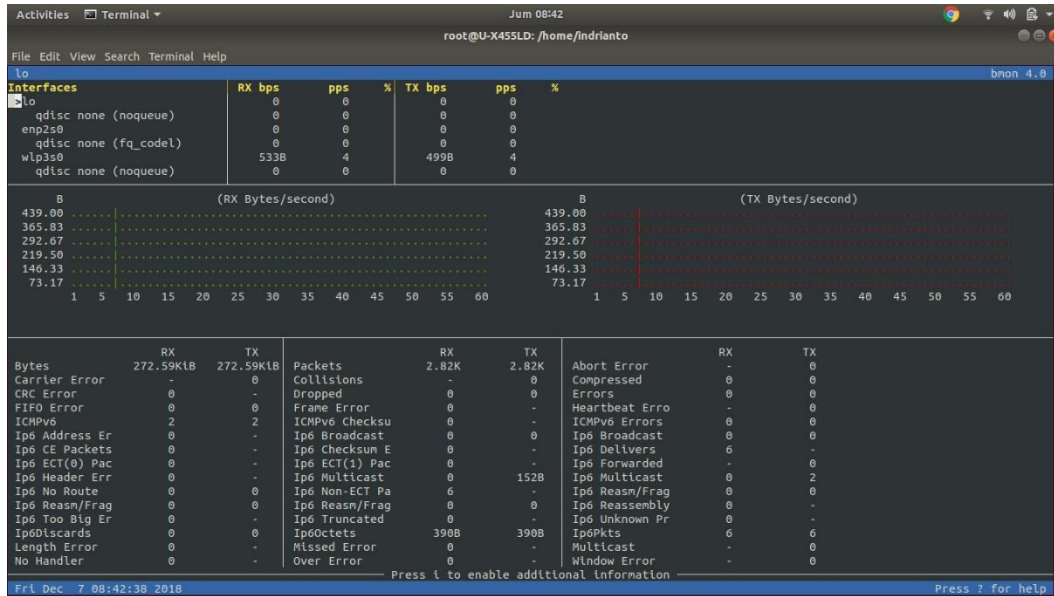 Activities Terminal Jum 08:42
root@U-X455LD: /home/indrianto
File Edit View Search Terminal Help
lo bmon 4.0
Interfaces RX bps pps % TX bps pps %
>lo 0 0 0 0
qdisc none (noqueue) 0 0 0 0
enp2s0 0 0 0 0
qdisc none (fq_codel) 0 0 0 0
wlp3s0 533B 4 499B 4
qdisc none (noqueue) 0 0 0 0
B (RX Bytes/second) B (TX Bytes/second)
439.00 439.00
365.83 365.83
292.67 292.67
219.50 219.50
146.33 146.33
73.17 73.17
1 5 10 15 20 25 30 35 40 45 50 55 60 1 5 10 15 20 25 30 35 40 45 50 55 60
RX TX RX TX RX TX
Bytes 272.59KiB 272.59KiB Packets 2.82K 2.82K Abort Error - 0
Carrier Error - 0 Collisions - 0 Compressed 0 0
CRC Error 0 - Dropped 0 0 Errors 0 0
FIFO Error 0 0 Frame Error 0 - Heartbeat Erro - 0
ICMPv6 2 2 ICMPv6 Checksu 0 - ICMPv6 Errors 0 0
Ip6 Address Er 0 - Ip6 Broadcast 0 0 Ip6 Broadcast 0 0
Ip6 CE Packets 0 - Ip6 Checksum E 0 - Ip6 Delivers 6 -
Ip6 ECT(0) Pac 0 - Ip6 ECT(1) Pac 0 - Ip6 Forwarded - 0
Ip6 Header Err 0 - Ip6 Multicast 0 152B Ip6 Multicast 0 2
Ip6 No Route 0 0 Ip6 Non-ECT Pa 6 - Ip6 Reasm/Frag 0 0
Ip6 Reasm/Frag 0 0 Ip6 Reasm/Frag 0 0 Ip6 Reassembly 0 -
Ip6 Too Big Er 0 - Ip6 Truncated 0 - Ip6 Unknown Pr 0 -
Ip6Discards 0 0 Ip6Octets 390B 390B Ip6Pkts 6 6
Length Error 0 - Missed Error 0 - Multicast - 0
No Handler 0 - Over Error 0 - Window Error - 0
Press i to enable additional information
Fri Dec 7 08:42:38 2018 Press ? for help